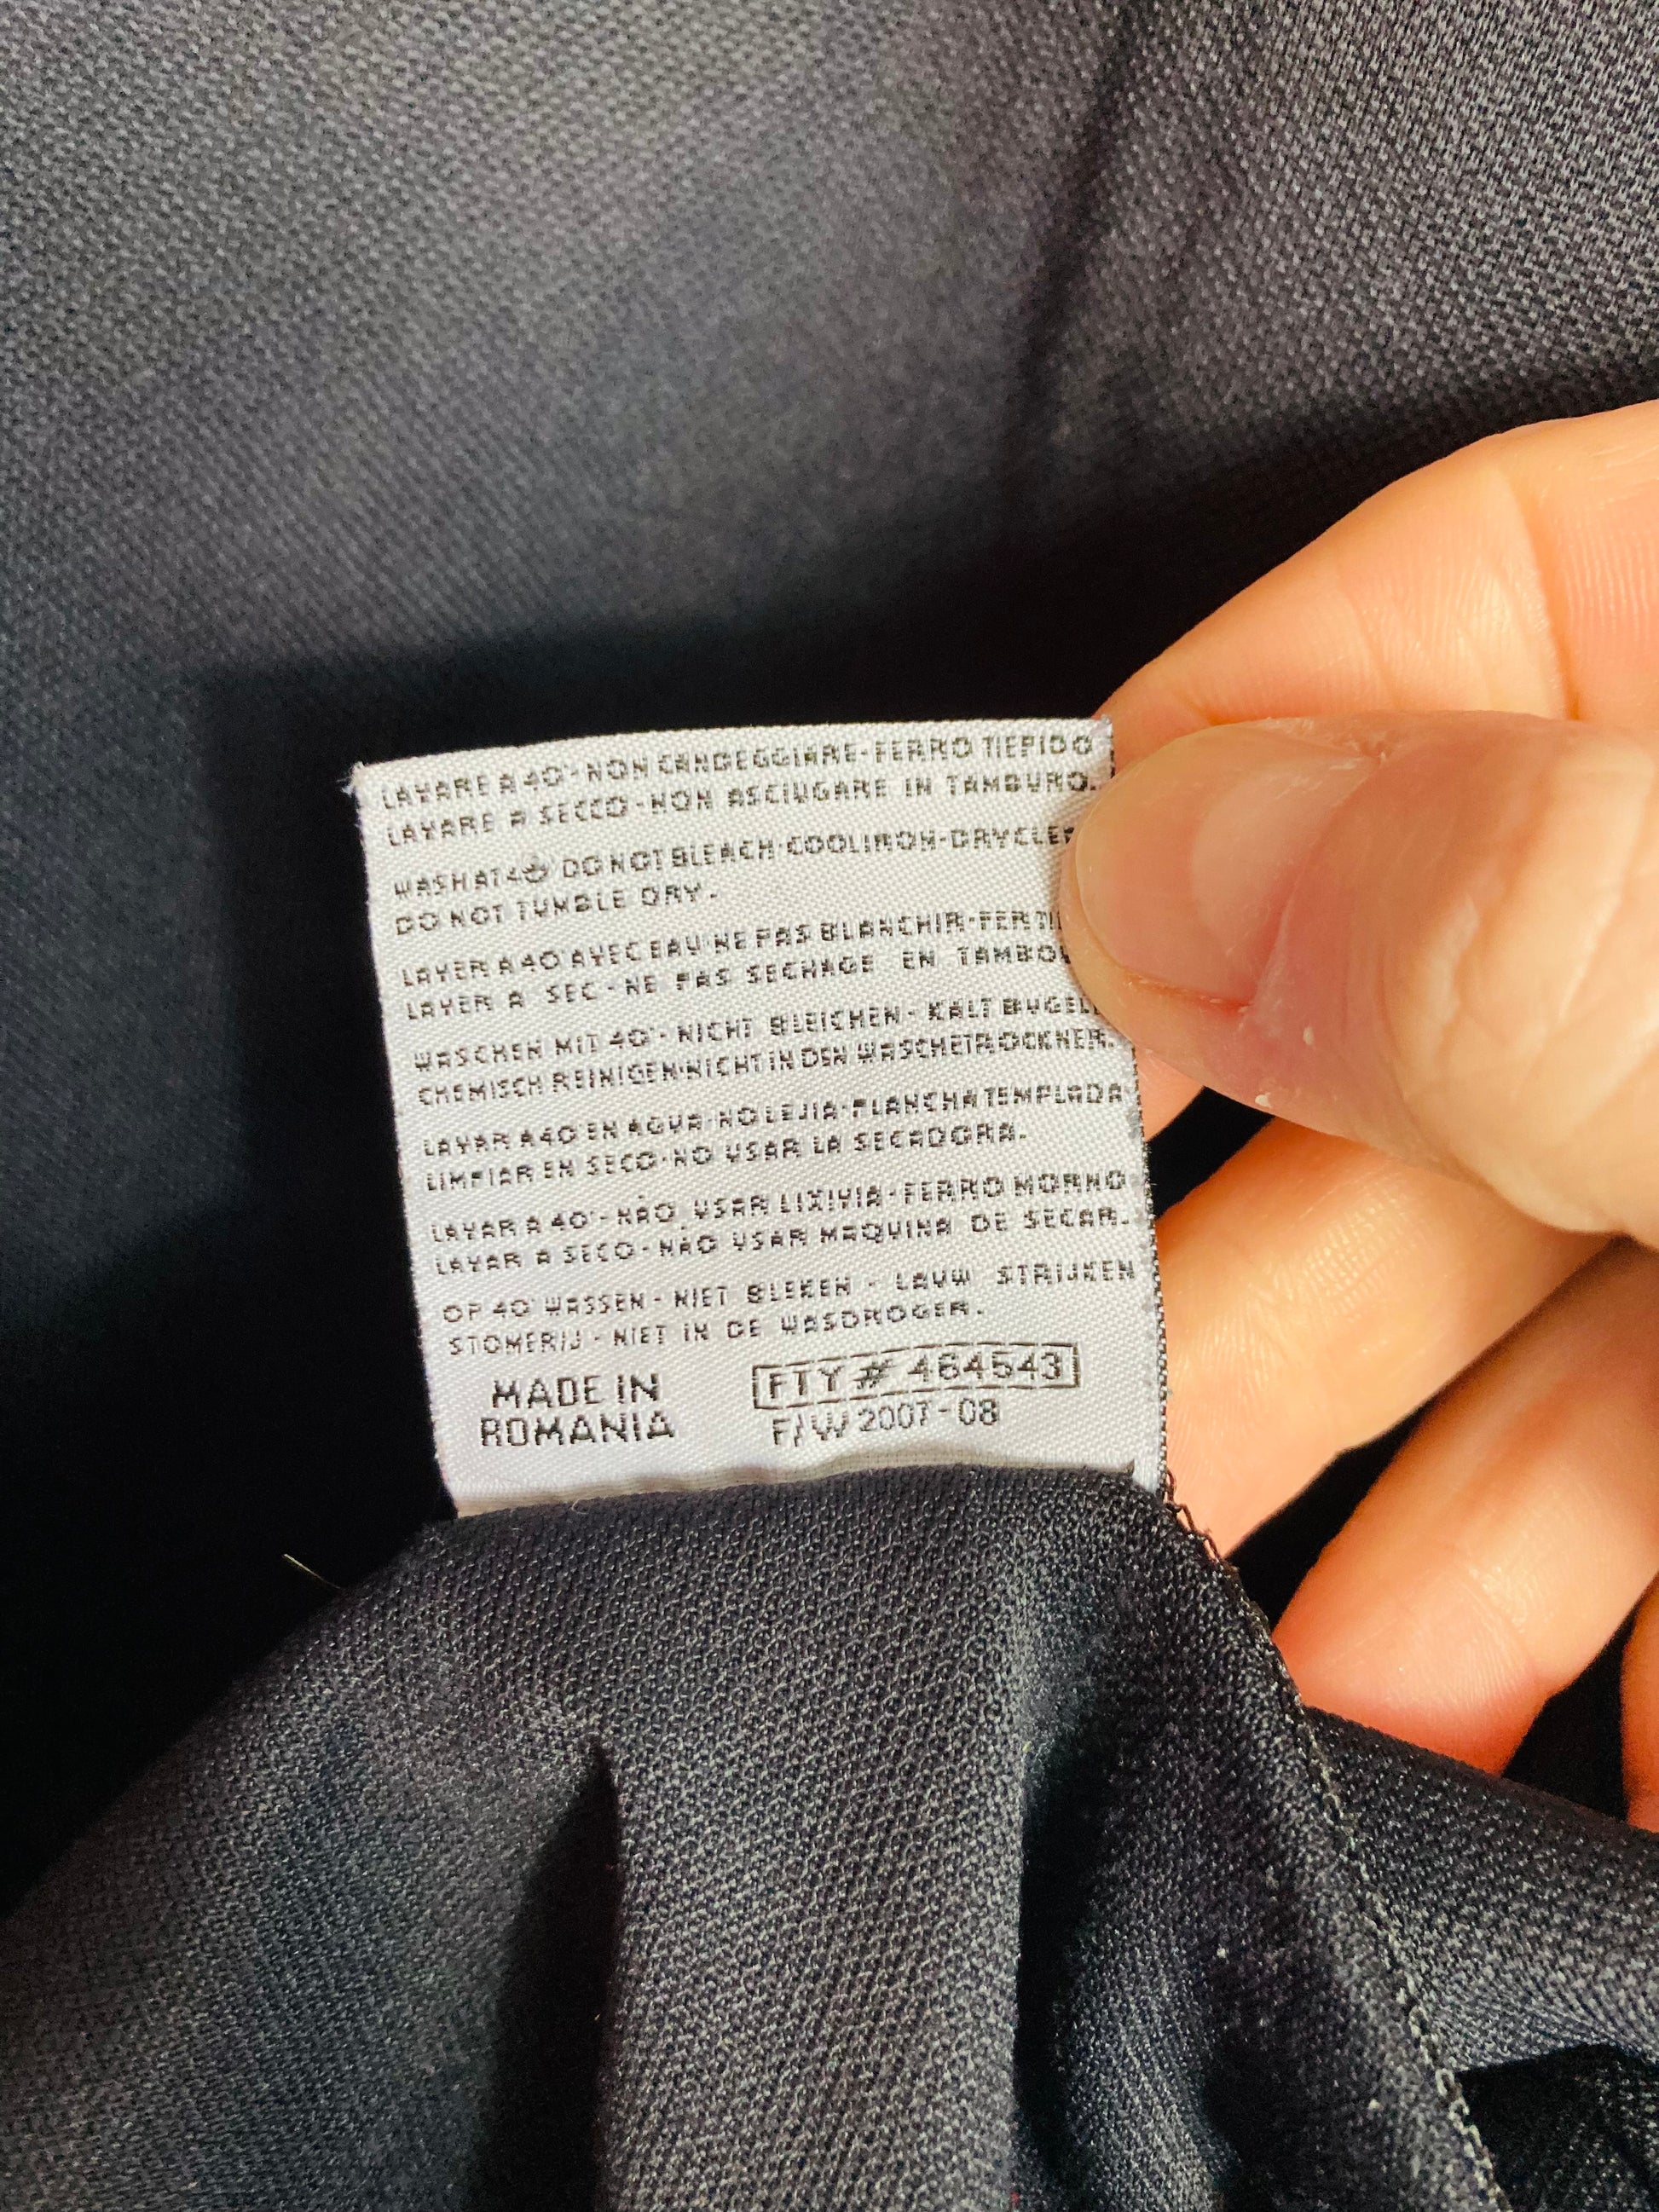 LAVARE A 40°-NON CANDEGGIARE-FERRO TIEPIDO
LAVARE A SECCO-NON ASCIUGARE IN TAMBURO.
WASH AT 40° DO NOT BLEACH-COOL IRON-DRYCLEA
DO NOT TUMBLE DRY.
LAVER A 40° AVEC EAU-NE PAS BLANCHIR-FER TI
LAVER A SEC-NE PAS SECHAGE EN TAMBOU
WASCHEN MIT 40°-NICHT BLEICHEN-KALT BUGEL
CHEMISCH REINIGEN-NICHT IN DEN WASCHETROCKNER.
LAVAR A 40° EN AGUA-NO LEJIA-PLANCHA TEMPLADA
LIMPIAR EN SECO-NO USAR LA SECADORA.
LAVAR A 40°-NÃO USAR LIXIVIA-FERRO MORNO
LAVAR A SECO-NÃO USAR MAQUINA DE SECAR.
OP 40° WASSEN-NIET BLEKEN-LAUW STRIJKEN
STOMERIJ-NIET IN DE WASDROGER.
MADE IN
ROMANIA
FTY # 464543
F/W 2007-08